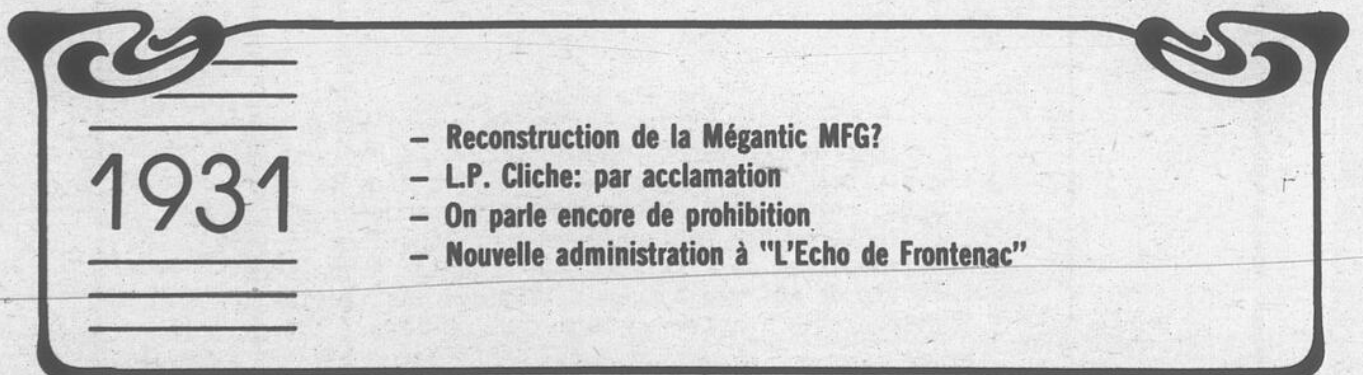 1931
– Reconstruction de la Mégantic MFG?
– L.P. Cliche: par acclamation
– On parle encore de prohibition
– Nouvelle administration à "L'Echo de Frontenac"